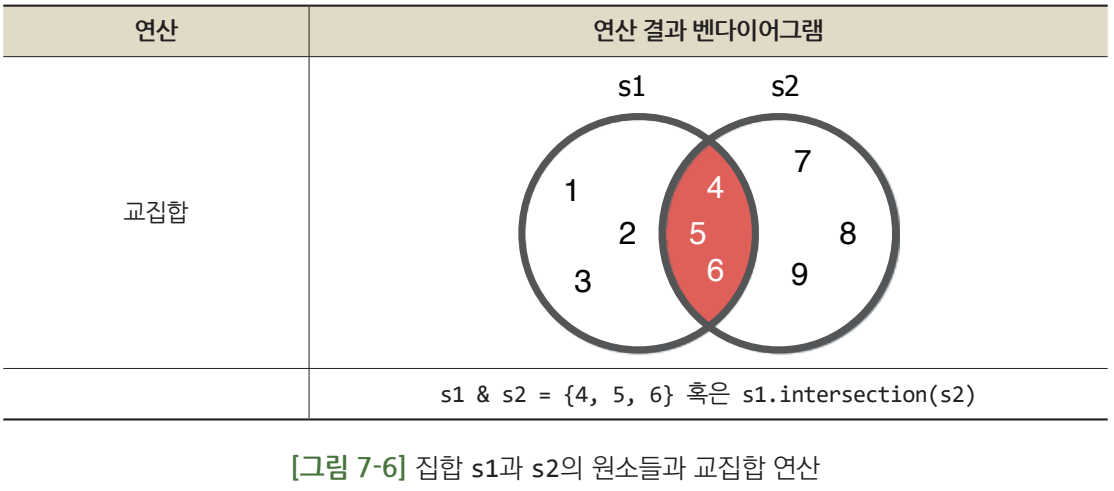 연산 연산 결과 벤다이어그램
s1 s2
교집합
1 2 3
4 5 6
7 8 9
s1 & s2 = {4, 5, 6} 혹은 s1.intersection(s2)
[그림 7-6] 집합 s1과 s2의 원소들과 교집합 연산